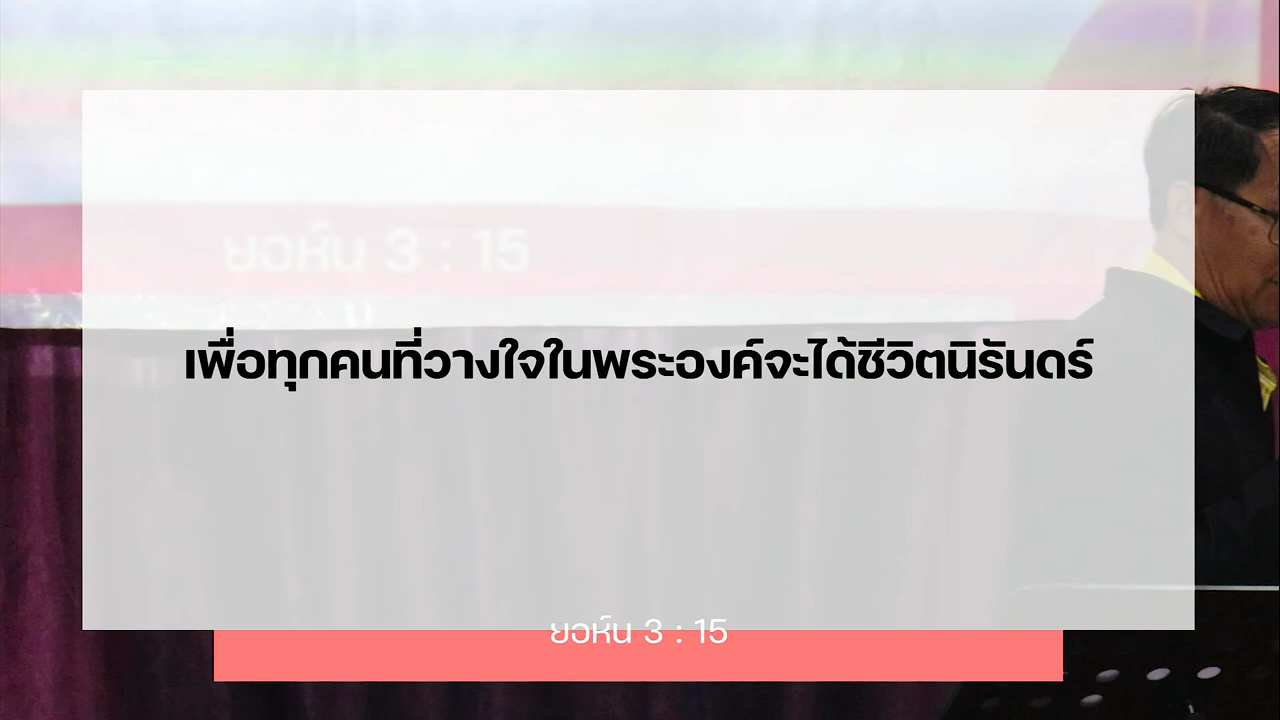 ยอห์น 3 : 15
เพื่อทุกคนที่วางใจในพระองค์จะได้ชีวิตนิรันดร์
ยอห์น 3 : 15